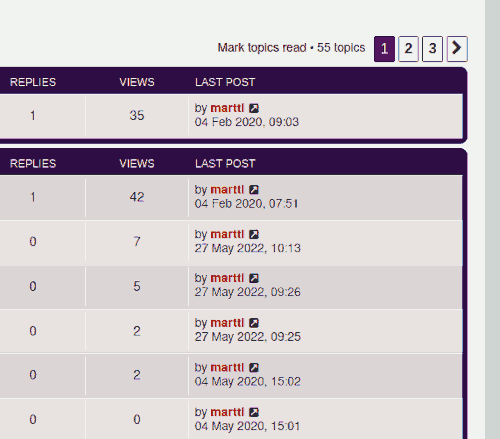 Mark topics read • 55 topics 1 2 3
REPLIES VIEWS LAST POST
1 35 by marttl
04 Feb 2020, 09:03
REPLIES VIEWS LAST POST
1 42 by marttl
04 Feb 2020, 07:51
0 7 by marttl
27 May 2022, 10:13
0 5 by marttl
27 May 2022, 09:26
0 2 by marttl
27 May 2022, 09:25
0 2 by marttl
04 May 2020, 15:02
0 0 by marttl
04 May 2020, 15:01